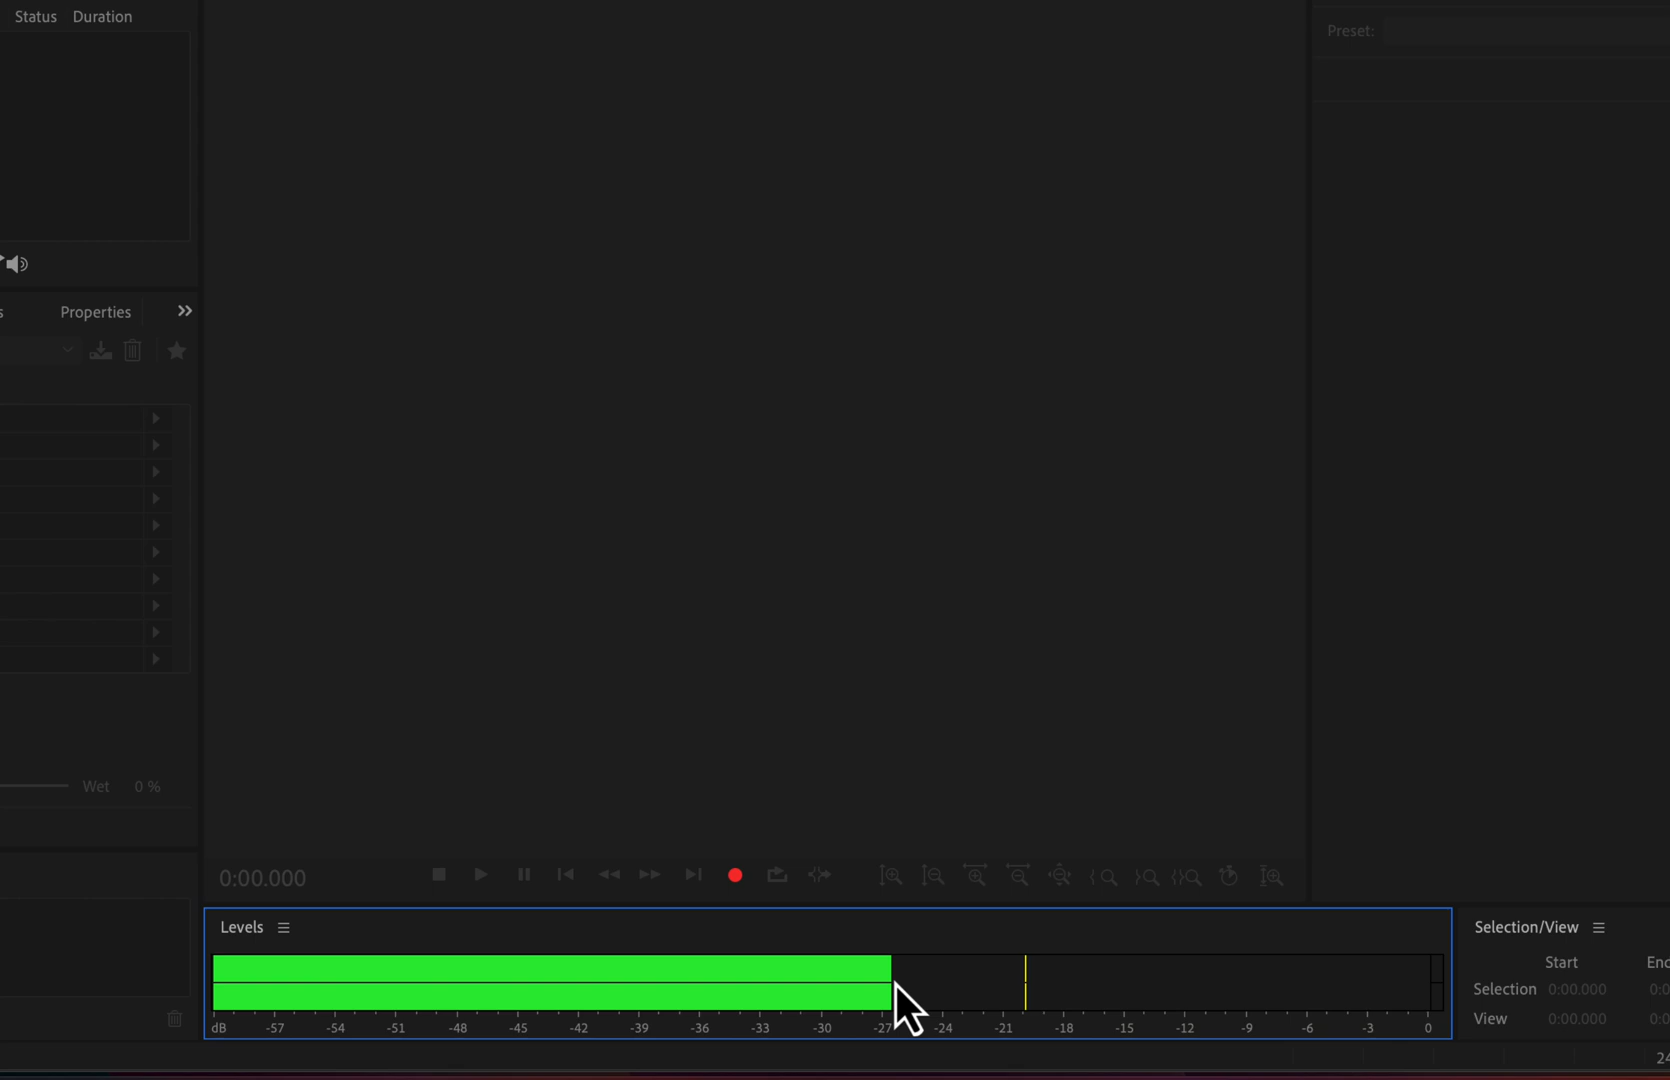 Status Duration
Preset:
s Properties
Wet 0 %
0:00.000
Levels
dB -57 -54 -51 -48 -45 -42 -39 -36 -33 -30 -27 -24 -21 -18 -15 -12 -9 -6 -3 0
Selection/View
Start
Selection 0:00.000
View 0:00.000
24